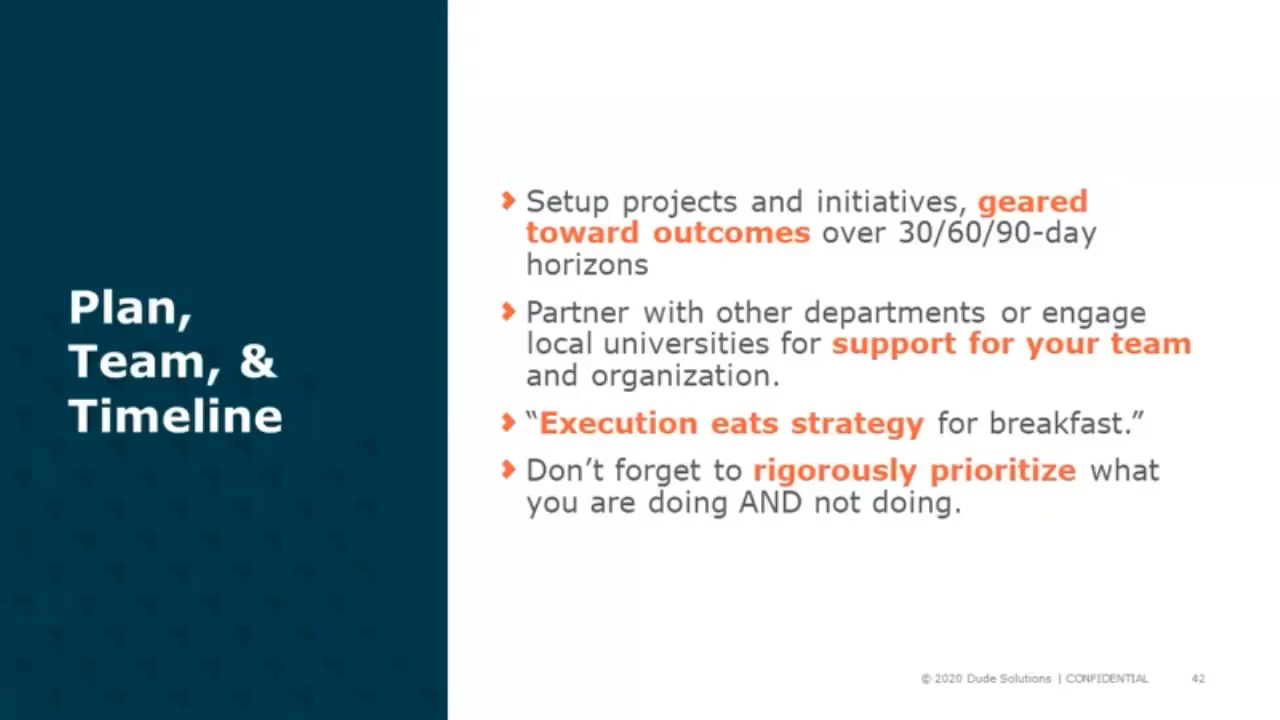 Plan,
Team, &
Timeline
Setup projects and initiatives, geared
toward outcomes over 30/60/90-day
horizons
Partner with other departments or engage
local universities for support for your team
and organization.
“Execution eats strategy for breakfast.”
Don’t forget to rigorously prioritize what
you are doing AND not doing.
© 2020 Dude Solutions | CONFIDENTIAL 42